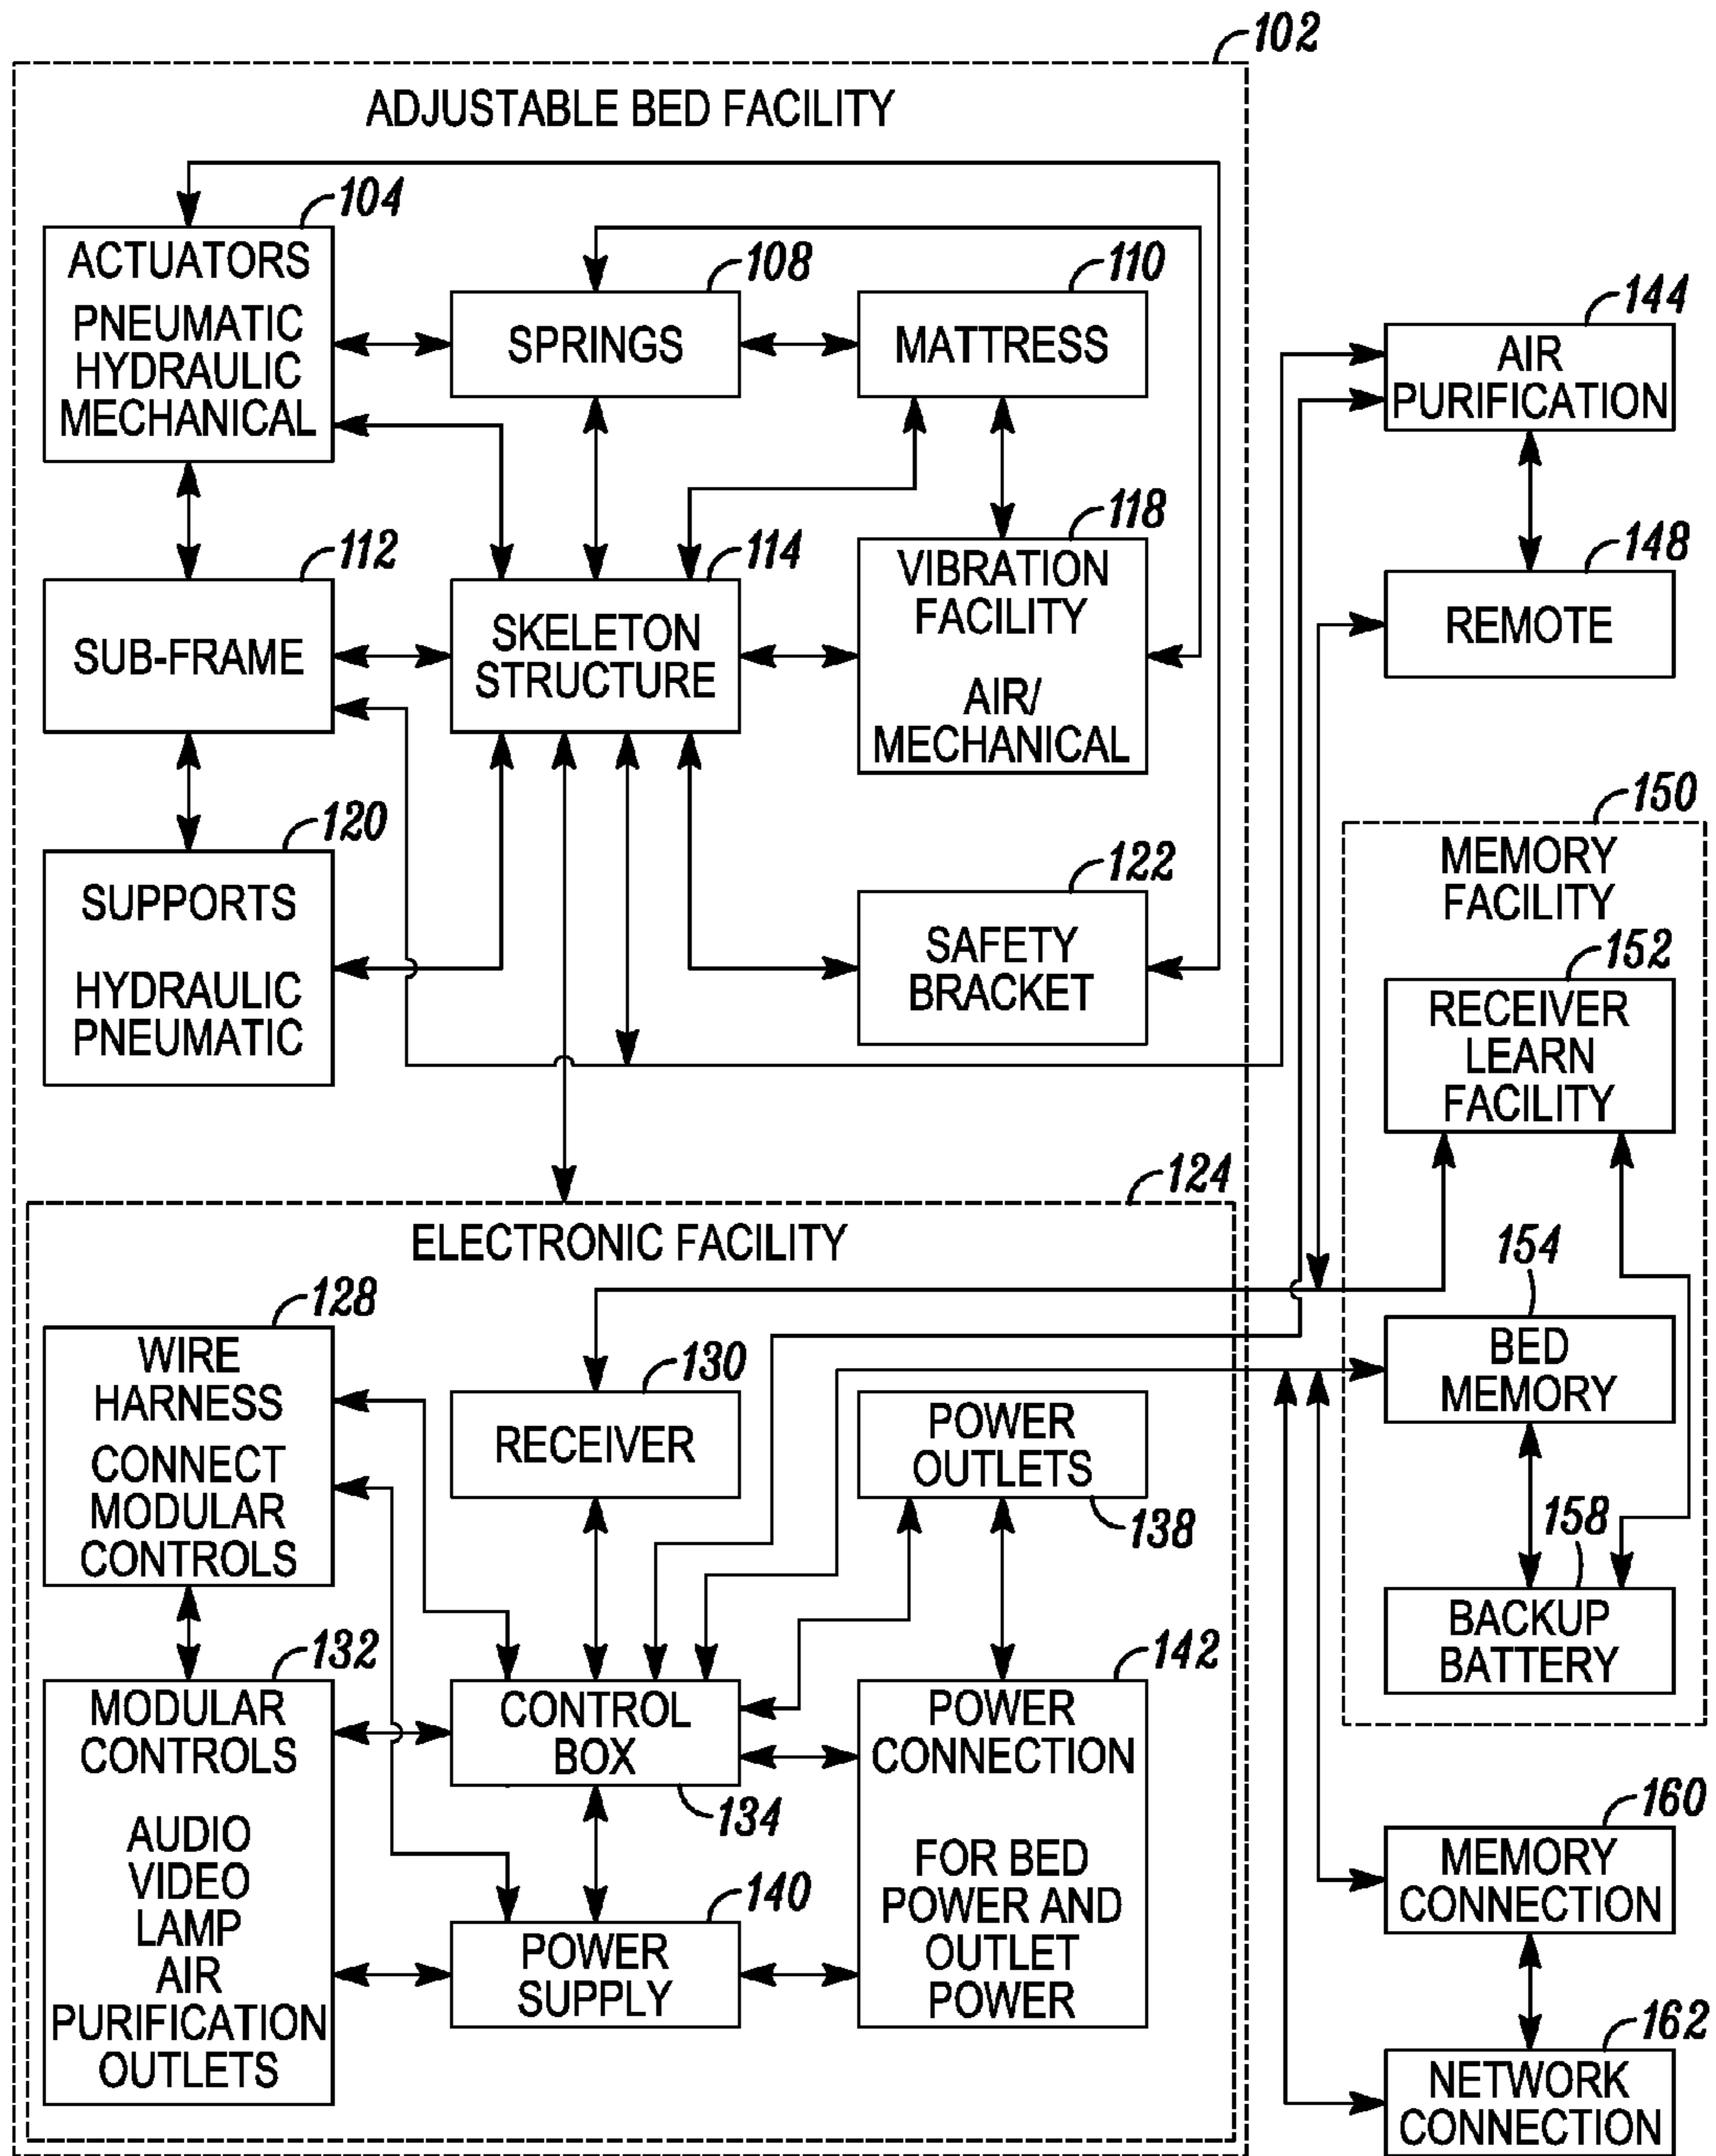 102
ADJUSTABLE BED FACILITY
104
ACTUATORS
PNEUMATIC
HYDRAULIC
MECHANICAL
108
SPRINGS
110
MATTRESS
144
AIR
PURIFICATION
112
SUB-FRAME
114
SKELETON
STRUCTURE
118
VIBRATION
FACILITY
AIR/
MECHANICAL
148
REMOTE
120
SUPPORTS
HYDRAULIC
PNEUMATIC
122
SAFETY
BRACKET
150
MEMORY
FACILITY
152
RECEIVER
LEARN
FACILITY
124
ELECTRONIC FACILITY
128
WIRE
HARNESS
CONNECT
MODULAR
CONTROLS
130
RECEIVER
POWER
OUTLETS
138
154
BED
MEMORY
158
BACKUP
BATTERY
132
MODULAR
CONTROLS
AUDIO
VIDEO
LAMP
AIR
PURIFICATION
OUTLETS
CONTROL
BOX
134
140
POWER
SUPPLY
142
POWER
CONNECTION
FOR BED
POWER AND
OUTLET
POWER
160
MEMORY
CONNECTION
162
NETWORK
CONNECTION